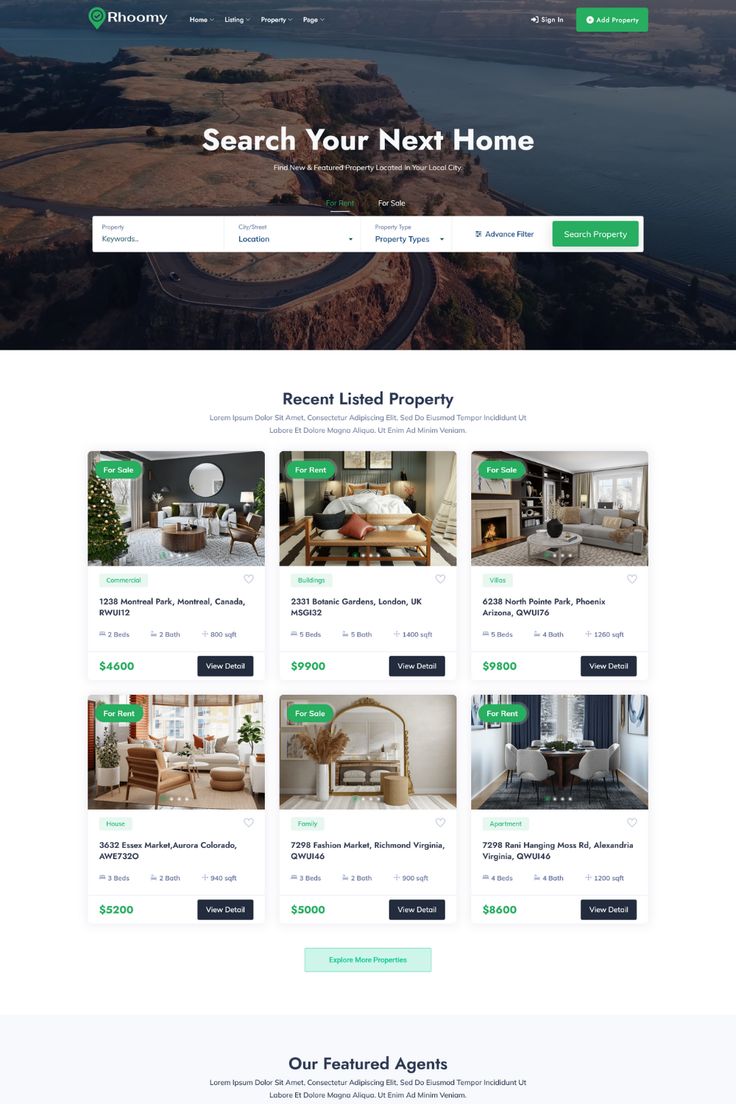 Rhoomy
Home Listing Property Page
Sign In
Add Property
Search Your Next Home
Find New & Featured Property Located In Your Local City.
For Rent For Sale
Property City/Street Property Type
Keywords.. Location Property Types Advance Filter Search Property
Recent Listed Property
Lorem Ipsum Dolor Sit Amet, Consectetur Adipiscing Elit, Sed Do Eiusmod Tempor Incididunt Ut
Labore Et Dolore Magna Aliqua. Ut Enim Ad Minim Veniam.
For Sale
Commercial
1238 Montreal Park, Montreal, Canada,
RWUI12
2 Beds 2 Bath 800 sqft
$4600 View Detail
For Rent
Buildings
2331 Botanic Gardens, London, UK
MSGI32
5 Beds 5 Bath 1400 sqft
$9900 View Detail
For Sale
Villas
6238 North Pointe Park, Phoenix
Arizona, QWUI76
5 Beds 4 Bath 1260 sqft
$9800 View Detail
For Rent
House
3632 Essex Market,Aurora Colorado,
AWE732O
3 Beds 2 Bath 940 sqft
$5200 View Detail
For Sale
Family
7298 Fashion Market, Richmond Virginia,
QWUI46
3 Beds 2 Bath 900 sqft
$5000 View Detail
For Rent
Apartment
7298 Rani Hanging Moss Rd, Alexandria
Virginia, QWUI46
4 Beds 4 Bath 1200 sqft
$8600 View Detail
Explore More Properties
Our Featured Agents
Lorem Ipsum Dolor Sit Amet, Consectetur Adipiscing Elit, Sed Do Eiusmod Tempor Incididunt Ut
Labore Et Dolore Magna Aliqua. Ut Enim Ad Minim Veniam.